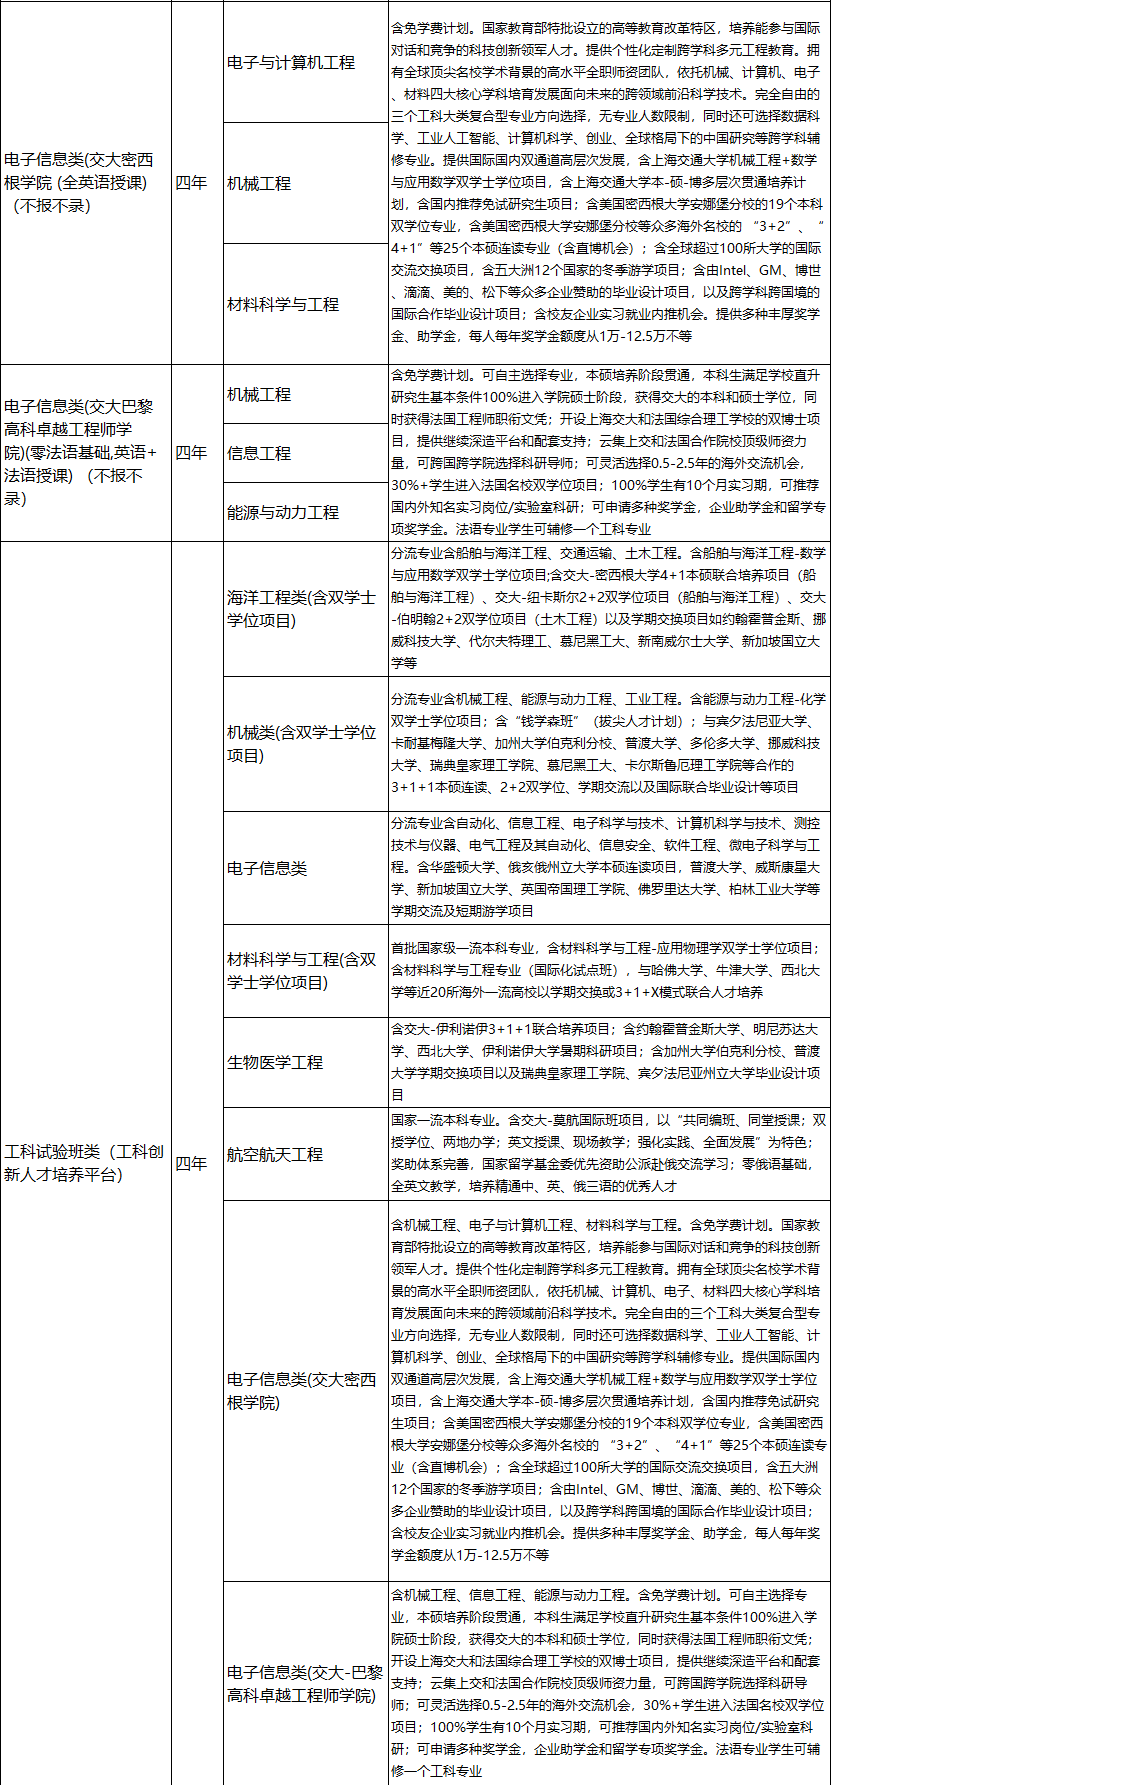 电子信息类(交大密西
根学院 (全英语授课)
（不报不录）
四年
电子与计算机工程
机械工程
材料科学与工程
含免学费计划。国家教育部特批设立的高等教育改革特区，培养能参与国际
对话和竞争的科技创新领军人才。提供个性化定制跨学科多元工程教育。拥
有全球顶尖名校学术背景的高水平全职师资团队，依托机械、计算机、电子
、材料四大核心学科培育发展面向未来的跨领域前沿科学技术。完全自由的
三个工科大类复合型专业方向选择，无专业人数限制，同时还可选择数据科
学、工业人工智能、计算机科学、创业、全球格局下的中国研究等跨学科辅
修专业。提供国际国内双通道高层次发展，含上海交通大学机械工程+数学
与应用数学双学士学位项目，含上海交通大学本-硕-博多层次贯通培养计
划，含国内推荐免试研究生项目；含美国密西根大学安娜堡分校的19个本科
双学位专业，含美国密西根大学安娜堡分校等众多海外名校的 “3+2”、“
4+1”等25个本硕连读专业（含直博机会）；含全球超过100所大学的国际
交流交换项目，含五大洲12个国家的冬季游学项目；含由Intel、GM、博世
、滴滴、美的、松下等众多企业赞助的毕业设计项目，以及跨学科跨国境的
国际合作毕业设计项目；含校友企业实习就业内推机会。提供多种丰厚奖学
金、助学金，每人每年奖学金额度从1万-12.5万不等
电子信息类(交大巴黎
高科卓越工程师学
院)(零法语基础,英语+
法语授课）（不报不
录）
四年
机械工程
信息工程
能源与动力工程
含免学费计划。可自主选择专业，本硕培养阶段贯通，本科生满足学校直升
研究生基本条件100%进入学院硕士阶段，获得交大的本科和硕士学位，同
时获得法国工程师职衔文凭；开设上海交大和法国综合理工学校的双博士项
目，提供继续深造平台和配套支持；云集上交和法国合作院校顶级师资力
量，可跨国跨学院选择科研导师；可灵活选择0.5-2.5年的海外交流机会，
30%+学生进入法国名校双学位项目；100%学生有10个月实习期，可推荐
国内外知名实习岗位/实验室科研；可申请多种奖学金，企业助学金和留学专
项奖学金。法语专业学生可辅修一个工科专业
工科试验班类（工科创
新人才培养平台）
四年
海洋工程类(含双学士
学位项目)
分流专业含船舶与海洋工程、交通运输、土木工程。含船舶与海洋工程-数学
与应用数学双学士学位项目;含交大-密西根大学4+1本硕联合培养项目（船
舶与海洋工程）、交大-纽卡斯尔2+2双学位项目（船舶与海洋工程）、交大
-伯明翰2+2双学位项目（土木工程）以及学期交换项目如约翰霍普金斯、挪
威科技大学、代尔夫特理工、慕尼黑工大、新南威尔士大学、新加坡国立大
学等
机械类(含双学士学位
项目)
分流专业含机械工程、能源与动力工程、工业工程。含能源与动力工程-化学
双学士学位项目；含“钱学森班”（拔尖人才计划）；与宾夕法尼亚大学、
卡耐基梅隆大学、加州大学伯克利分校、普渡大学、多伦多大学、挪威科技
大学、瑞典皇家理工学院、慕尼黑工大、卡尔斯鲁厄理工学院等合作的
3+1+1本硕连读、2+2双学位、学期交流以及国际联合毕业设计等项目
电子信息类
分流专业含自动化、信息工程、电子科学与技术、计算机科学与技术、测控
技术与仪器、电气工程及其自动化、信息安全、软件工程、微电子科学与工
程。含华盛顿大学、俄亥俄州立大学本硕连读项目，普渡大学、威斯康星大
学、新加坡国立大学、英国帝国理工学院、佛罗里达大学、柏林工业大学等
学期交流及短期游学项目
材料科学与工程(含双
学士学位项目)
首批国家级一流本科专业，含材料科学与工程-应用物理学双学士学位项目；
含材料科学与工程专业（国际化试点班），与哈佛大学、牛津大学、西北大
学等近20所海外一流高校以学期交换或3+1+X模式联合人才培养
生物医学工程
含交大-伊利诺伊3+1+1联合培养项目；含约翰霍普金斯大学、明尼苏达大
学、西北大学、伊利诺伊大学暑期科研项目；含加州大学伯克利分校、普渡
大学学期交换项目以及瑞典皇家理工学院、宾夕法尼亚州立大学毕业设计项
目
航空航天工程
国家一流本科专业。含交大-莫航国际班项目，以“共同编班、同堂授课；双
授学位、两地办学；英文授课、现场教学；强化实践、全面发展”为特色；
奖助体系完善，国家留学基金委优先资助公派赴俄交流学习；零俄语基础，
全英文教学，培养精通中、英、俄三语的优秀人才
电子信息类(交大密西
根学院)
含机械工程、电子与计算机工程、材料科学与工程。含免学费计划。国家教
育部特批设立的高等教育改革特区，培养能参与国际对话和竞争的科技创新
领军人才。提供个性化定制跨学科多元工程教育。拥有全球顶尖名校学术背
景的高水平全职师资团队，依托机械、计算机、电子、材料四大核心学科培
育发展面向未来的跨领域前沿科学技术。完全自由的三个工科大类复合型专
业方向选择，无专业人数限制，同时还可选择数据科学、工业人工智能、计
算机科学、创业、全球格局下的中国研究等跨学科辅修专业。提供国际国内
双通道高层次发展，含上海交通大学机械工程+数学与应用数学双学士学位
项目，含上海交通大学本-硕-博多层次贯通培养计划，含国内推荐免试研究
生项目；含美国密西根大学安娜堡分校的19个本科双学位专业，含美国密西
根大学安娜堡分校等众多海外名校的 “3+2”、“4+1”等25个本硕连读专
业（含直博机会）；含全球超过100所大学的国际交流交换项目，含五大洲
12个国家的冬季游学项目；含由Intel、GM、博世、滴滴、美的、松下等众
多企业赞助的毕业设计项目，以及跨学科跨国境的国际合作毕业设计项目；
含校友企业实习就业内推机会。提供多种丰厚奖学金、助学金，每人每年奖
学金额度从1万-12.5万不等
电子信息类(交大-巴黎
高科卓越工程师学院)
含机械工程、信息工程、能源与动力工程。含免学费计划。可自主选择专
业，本硕培养阶段贯通，本科生满足学校直升研究生基本条件100%进入学
院硕士阶段，获得交大的本科和硕士学位，同时获得法国工程师职衔文凭；
开设上海交大和法国综合理工学校的双博士项目，提供继续深造平台和配套
支持；云集上交和法国合作院校顶级师资力量，可跨国跨学院选择科研导
师；可灵活选择0.5-2.5年的海外交流机会，30%+学生进入法国名校双学位
项目；100%学生有10个月实习期，可推荐国内外知名实习岗位/实验室科
研；可申请多种奖学金，企业助学金和留学专项奖学金。法语专业学生可辅
修一个工科专业